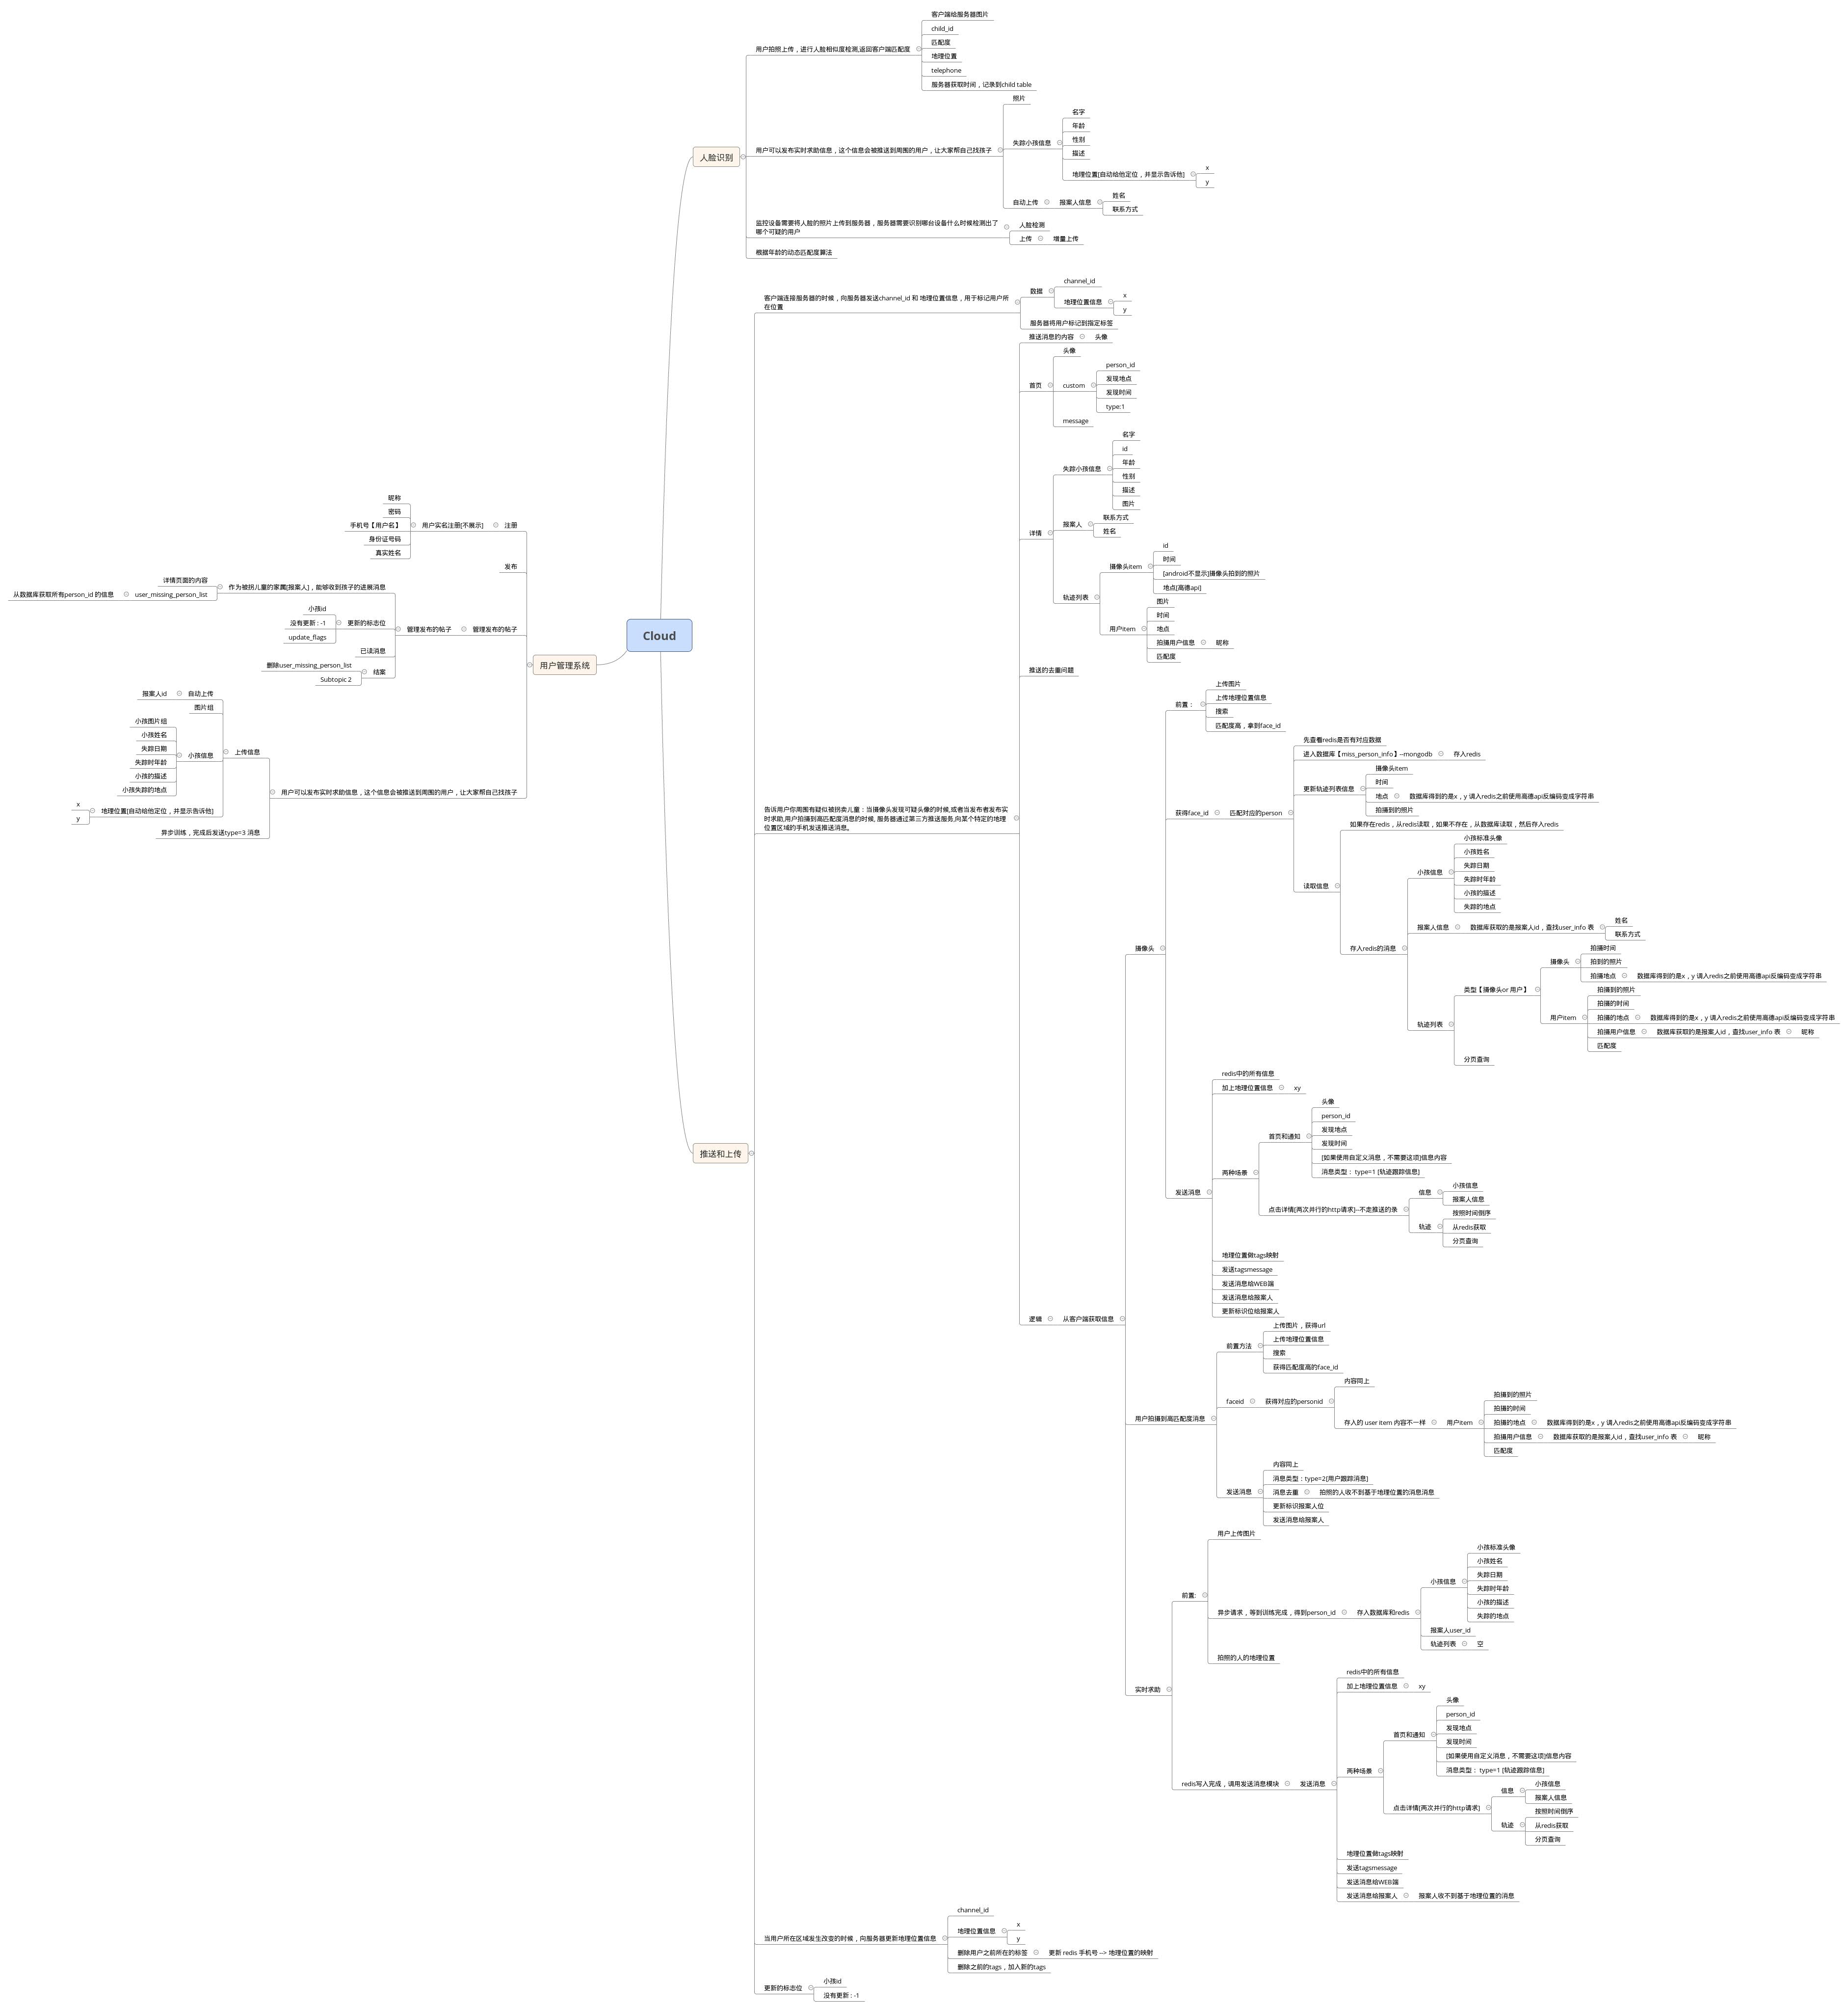 Cloud
人脸识别
用户拍照上传，进行人脸相似度检测,返回客户端匹配度
客户端给服务器图片
child_id
匹配度
地理位置
telephone
服务器获取时间，记录到child table
用户可以发布实时求助信息，这个信息会被推送到周围的用户，让大家帮自己找孩子
照片
失踪小孩信息
名字
年龄
性别
描述
地理位置[自动给他定位，并显示告诉他]
x
y
自动上传
报案人信息
姓名
联系方式
监控设备需要将人脸的照片上传到服务器，服务器需要识别哪台设备什么时候检测出了
哪个可疑的用户
人脸检测
上传
增量上传
根据年龄的动态匹配度算法
推送和上传
客户端连接服务器的时候，向服务器发送channel_id 和 地理位置信息，用于标记用户所
在位置
数据
channel_id
地理位置信息
x
y
服务器将用户标记到指定标签
告诉用户你周围有疑似被拐卖儿童：当摄像头发现可疑头像的时候,或者当发布者发布实
时求助,用户拍摄到高匹配度消息的时候, 服务器通过第三方推送服务,向某个特定的地理
位置区域的手机发送推送消息。
推送消息的内容
头像
首页
头像
custom
person_id
发现地点
发现时间
type:1
message
详情
失踪小孩信息
名字
id
年龄
性别
描述
图片
报案人
联系方式
姓名
轨迹列表
摄像头item
id
时间
[android不显示]摄像头拍到的照片
地点[高德api]
用户item
图片
时间
地点
拍摄用户信息
昵称
匹配度
推送的去重问题
逻辑
从客户端获取信息
摄像头
前置：
上传图片
上传地理位置信息
搜索
匹配度高，拿到face_id
获得face_id
匹配对应的person
先查看redis是否有对应数据
进入数据库【miss_person_info】--mongodb
存入redis
更新轨迹列表信息
摄像头item
时间
地点
数据库得到的是x，y 调入redis之前使用高德api反编码变成字符串
拍摄到的照片
读取信息
如果存在redis，从redis读取，如果不存在，从数据库读取，然后存入redis
存入redis的消息
小孩信息
小孩标准头像
小孩姓名
失踪日期
失踪时年龄
小孩的描述
失踪的地点
报案人信息
数据库获取的是报案人id，查找user_info 表
姓名
联系方式
轨迹列表
类型【摄像头or 用户】
摄像头
拍摄时间
拍到的照片
拍摄地点
数据库得到的是x，y 调入redis之前使用高德api反编码变成字符串
用户item
拍摄到的照片
拍摄的时间
拍摄的地点
数据库得到的是x，y 调入redis之前使用高德api反编码变成字符串
拍摄用户信息
数据库获取的是报案人id，查找user_info 表
昵称
匹配度
分页查询
发送消息
redis中的所有信息
加上地理位置信息
xy
两种场景
首页和通知
头像
person_id
发现地点
发现时间
[如果使用自定义消息，不需要这项]信息内容
消息类型： type=1 [轨迹跟踪信息]
点击详情[两次并行的http请求]--不走推送的条
信息
小孩信息
报案人信息
轨迹
按照时间倒序
从redis获取
分页查询
地理位置做tags映射
发送tagsmessage
发送消息给WEB端
发送消息给报案人
更新标识位给报案人
用户拍摄到高匹配度消息
前置方法
上传图片，获得url
上传地理位置信息
搜索
获得匹配度高的face_id
faceid
获得对应的personid
内容同上
存入的 user item 内容不一样
用户item
拍摄到的照片
拍摄的时间
拍摄的地点
数据库得到的是x，y 调入redis之前使用高德api反编码变成字符串
拍摄用户信息
数据库获取的是报案人id，查找user_info 表
昵称
匹配度
发送消息
内容同上
消息类型：type=2[用户跟踪消息]
消息去重
拍照的人收不到基于地理位置的消息消息
更新标识报案人位
发送消息给报案人
实时求助
前置:
用户上传图片
异步请求，等到训练完成，得到person_id
存入数据库和redis
小孩信息
小孩标准头像
小孩姓名
失踪日期
失踪时年龄
小孩的描述
失踪的地点
报案人user_id
轨迹列表
空
拍照的人的地理位置
redis写入完成，调用发送消息模块
发送消息
redis中的所有信息
加上地理位置信息
xy
两种场景
首页和通知
头像
person_id
发现地点
发现时间
[如果使用自定义消息，不需要这项]信息内容
消息类型： type=1 [轨迹跟踪信息]
点击详情[两次并行的http请求]
信息
小孩信息
报案人信息
轨迹
按照时间倒序
从redis获取
分页查询
地理位置做tags映射
发送tagsmessage
发送消息给WEB端
发送消息给报案人
报案人收不到基于地理位置的消息
当用户所在区域发生改变的时候，向服务器更新地理位置信息
channel_id
地理位置信息
x
y
删除用户之前所在的标签
更新 redis 手机号 --> 地理位置的映射
删除之前的tags，加入新的tags
更新的标志位
小孩id
没有更新 : -1
用户管理系统
注册
用户实名注册[不展示]
昵称
密码
手机号【用户名】
身份证号码
真实姓名
发布
管理发布的帖子
管理发布的帖子
作为被拐儿童的家属[报案人]，能够收到孩子的进展消息
详情页面的内容
user_missing_person_list
从数据库获取所有person_id 的信息
更新的标志位
小孩id
没有更新 : -1
update_flags
已读消息
结案
删除user_missing_person_list
Subtopic 2
用户可以发布实时求助信息，这个信息会被推送到周围的用户，让大家帮自己找孩子
上传信息
自动上传
报案人id
图片组
小孩信息
小孩图片组
小孩姓名
失踪日期
失踪时年龄
小孩的描述
小孩失踪的地点
地理位置[自动给他定位，并显示告诉他]
x
y
异步训练，完成后发送type=3 消息